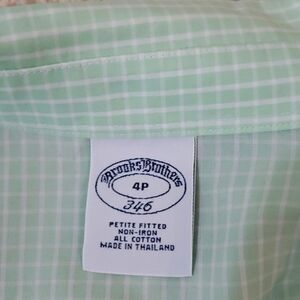 Brooks Brothers
4P
346
PETITE FITTED
NON-IRON
ALL COTTON
MADE IN THAILAND